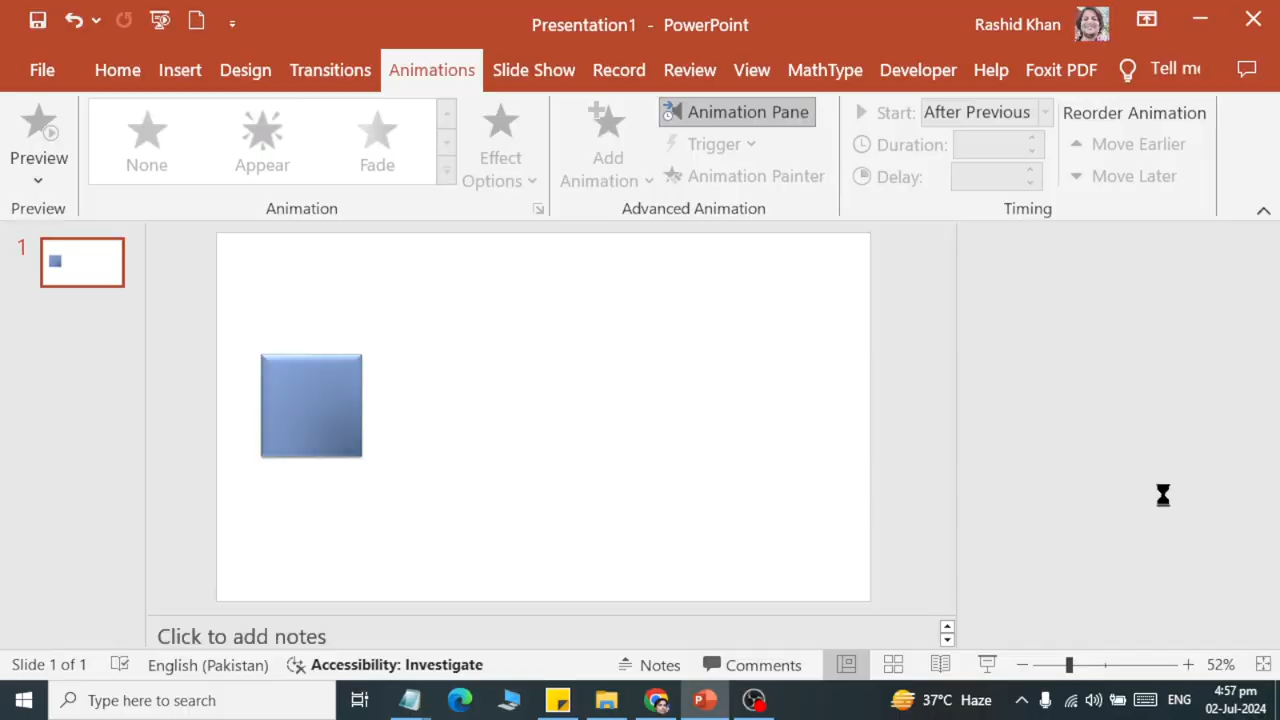 Presentation1 - PowerPoint
Rashid Khan
File Home Insert Design Transitions Animations Slide Show Record Review View MathType Developer Help Foxit PDF Tell me
Preview
Preview
None Appear Fade
Effect Options
Animation
Add Animation
Animation Pane
Trigger
Animation Painter
Advanced Animation
Start: After Previous
Duration:
Delay:
Reorder Animation
Move Earlier
Move Later
Timing
1
Click to add notes
Slide 1 of 1 English (Pakistan) Accessibility: Investigate Notes Comments 52%
Type here to search
37°C Haze
ENG
4:57 pm
02-Jul-2024